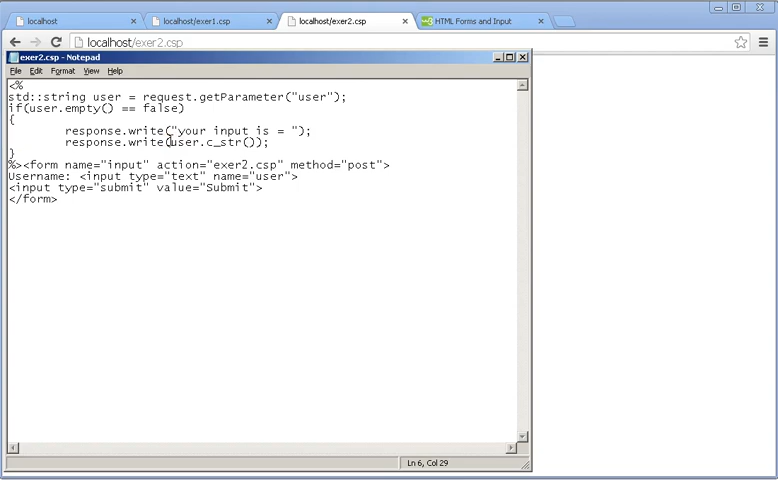 localhost
localhost/exer1.csp
localhost/exer2.csp
HTML Forms and Input
localhost/exer2.csp
exer2.csp - Notepad
File Edit Format View Help
<%
std::string user = request.getParameter("user");
if(user.empty() == false)
{
response.write("your input is = ");
response.write(user.c_str());
}
%><form name="input" action="exer2.csp" method="post">
Username: <input type="text" name="user">
<input type="submit" value="Submit">
</form>
Ln 6, Col 29